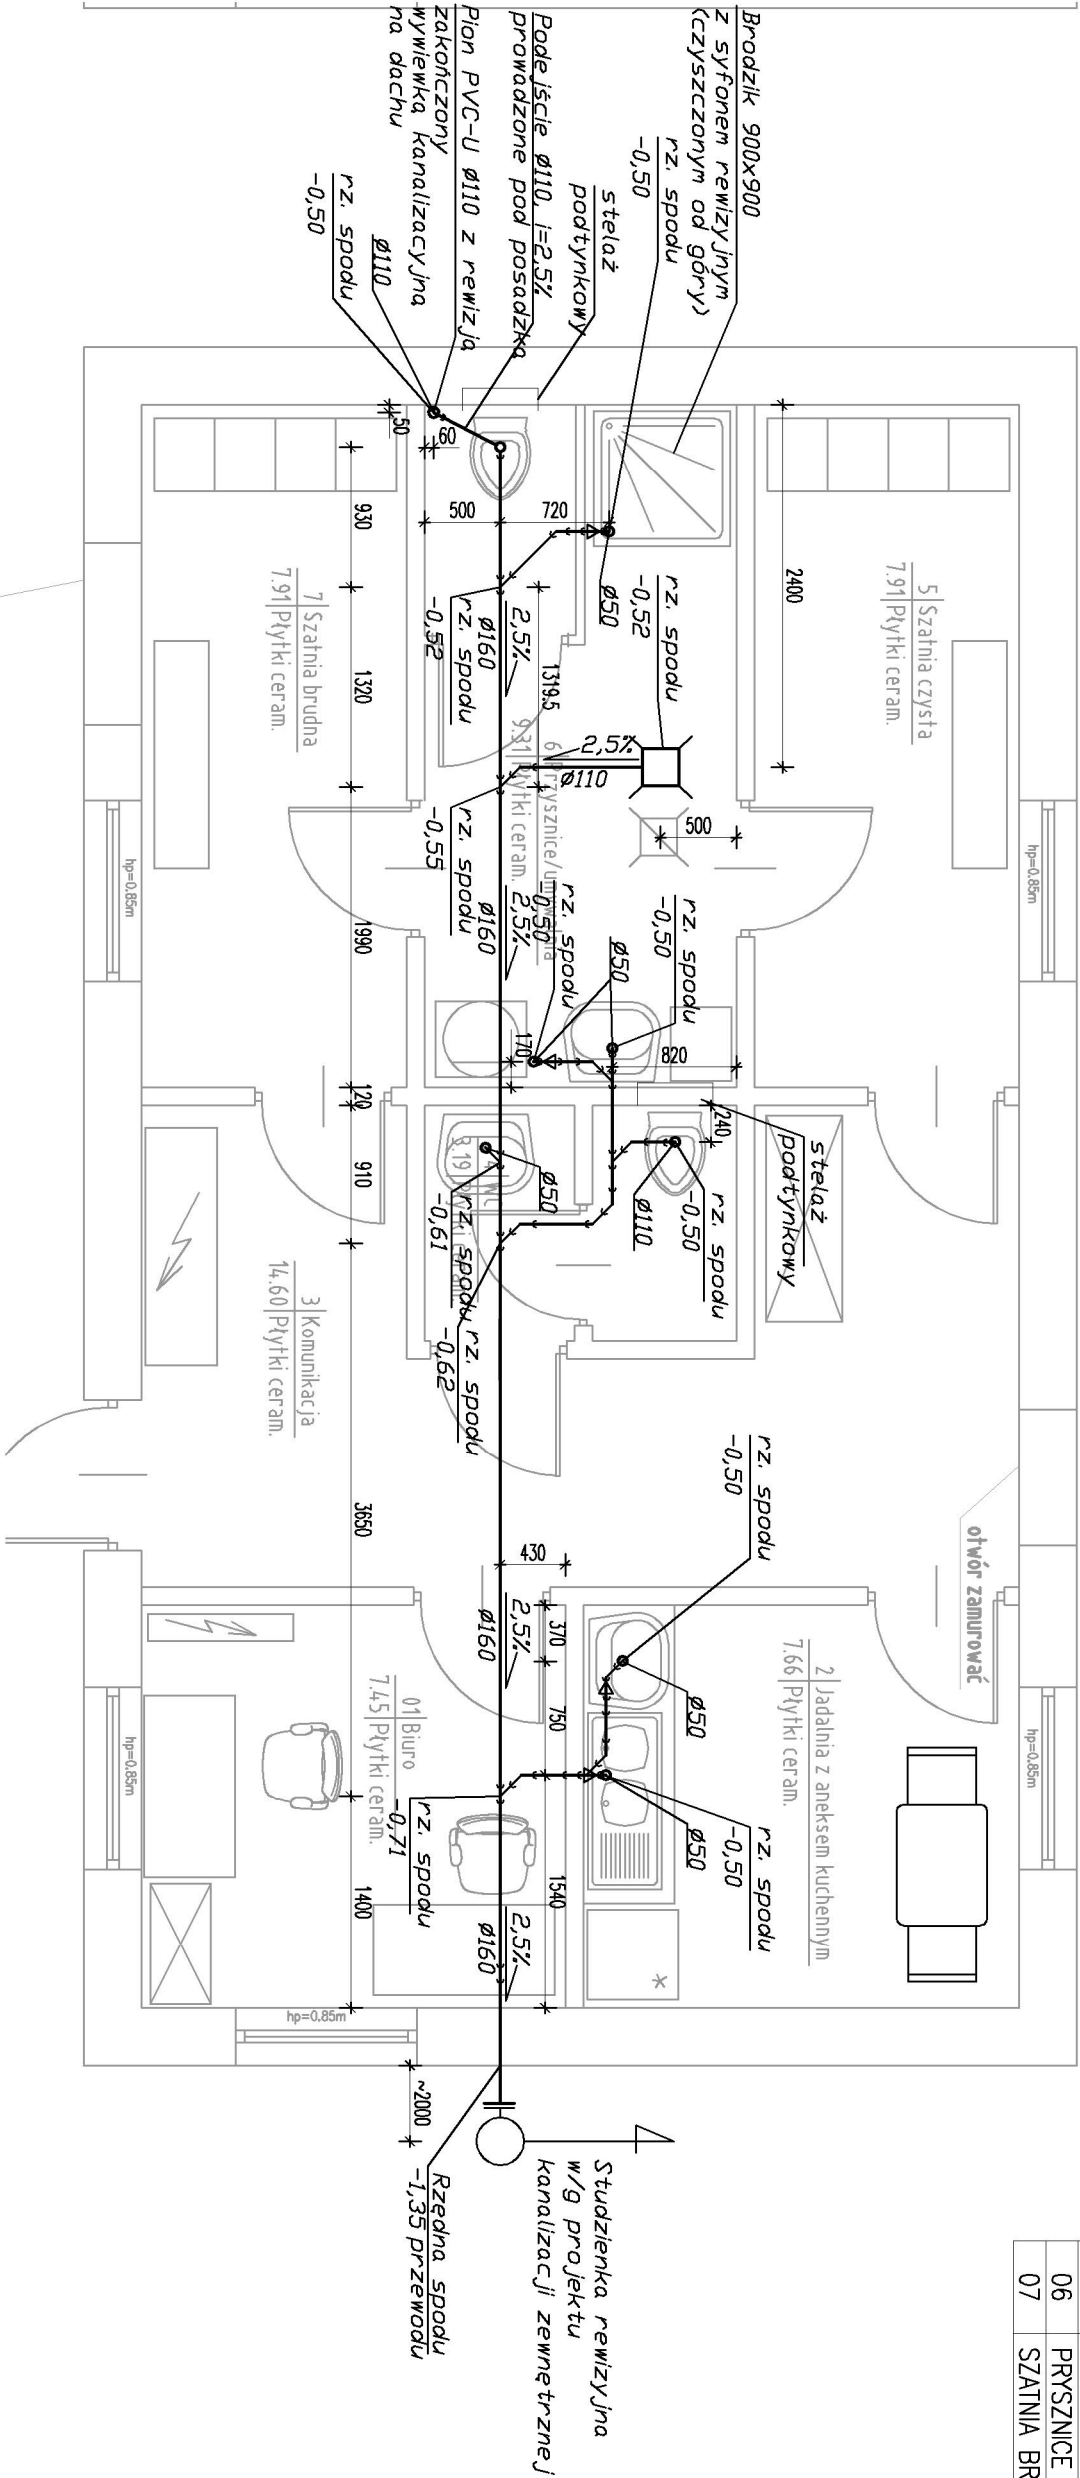 Brodzik 900x900
z syfonem rewizyjnym
(czyszczonym od góry)
rz. spodu
-0,50
stelaż
podtynkowy
Podejście ø110, i=2,5%
prowadzone pod posadzką
Pion PVC-U ø110 z rewizją
zakończony
wywiewką kanalizacyjną
na dachu
ø110
rz. spodu
-0,50
50
60
930
500
720
2400
5 Szatnia czysta
7.91 Płytki ceram.
7 Szatnia brudna
7.91 Płytki ceram.
ø50
rz. spodu
-0,52
2,5%
ø160
rz. spodu
-0,52
1319.5
1320
2,5%
ø110
500
6 Przysznice/umywalnia
9.31 Płytki ceram.
rz. spodu
-0,55
2,5%
ø160
hp=0.85m
hp=0.85m
rz. spodu
-0,50
rz. spodu
-0,50
ø50
1990
170
820
120
910
240
stelaż
podtynkowy
rz. spodu
-0,50
ø110
ø50
3.19
rz. spodu
-0,61
rz. spodu
-0,62
3 Komunikacja
14.60 Płytki ceram.
3650
rz. spodu
-0,50
otwór zamurować
430
370
750
2,5%
ø160
2 Jadalnia z aneksem kuchennym
7.66 Płytki ceram.
ø50
ø50
rz. spodu
-0,50
01 Biuro
7.45 Płytki ceram.
rz. spodu
-0,71
hp=0.85m
hp=0.85m
1400
1540
2,5%
ø160
hp=0.85m
~2000
Studzienka rewizyjna
w/g projektu
kanalizacji zewnętrznej
Rzędna spodu
-1,35 przewodu
06 PRYSZNICE
07 SZATNIA BR